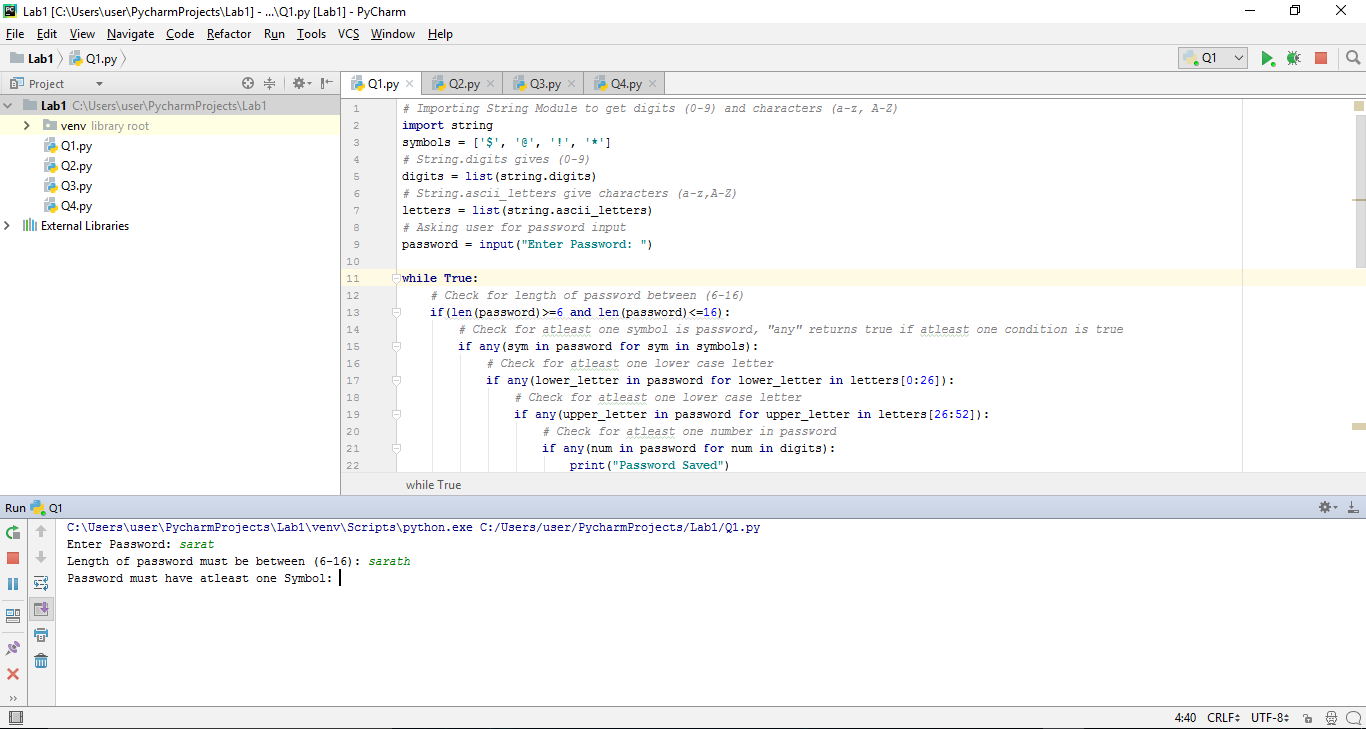 Lab1 [C:\Users\user\PycharmProjects\Lab1] - ...\Q1.py [Lab1] - PyCharm
File Edit View Navigate Code Refactor Run Tools VCS Window Help
Lab1 Q1.py Q1
Project Q1.py Q2.py Q3.py Q4.py
Lab1 C:\Users\user\PycharmProjects\Lab1
venv library root
Q1.py
Q2.py
Q3.py
Q4.py
External Libraries
1 # Importing String Module to get digits (0-9) and characters (a-z, A-Z)
2 import string
3 symbols = ['$', '@', '!', '*']
4 # String.digits gives (0-9)
5 digits = list(string.digits)
6 # String.ascii_letters give characters (a-z,A-Z)
7 letters = list(string.ascii_letters)
8 # Asking user for password input
9 password = input("Enter Password: ")
10
11 while True:
12 # Check for length of password between (6-16)
13 if(len(password)>=6 and len(password)<=16):
14 # Check for atleast one symbol is password, "any" returns true if atleast one condition is true
15 if any(sym in password for sym in symbols):
16 # Check for atleast one lower case letter
17 if any(lower_letter in password for lower_letter in letters[0:26]):
18 # Check for atleast one lower case letter
19 if any(upper_letter in password for upper_letter in letters[26:52]):
20 # Check for atleast one number in password
21 if any(num in password for num in digits):
22 print("Password Saved")
while True
Run Q1
C:\Users\user\PycharmProjects\Lab1\venv\Scripts\python.exe C:/Users/user/PycharmProjects/Lab1/Q1.py
Enter Password: sarat
Length of password must be between (6-16): sarath
Password must have atleast one Symbol:
4:40 CRLF UTF-8